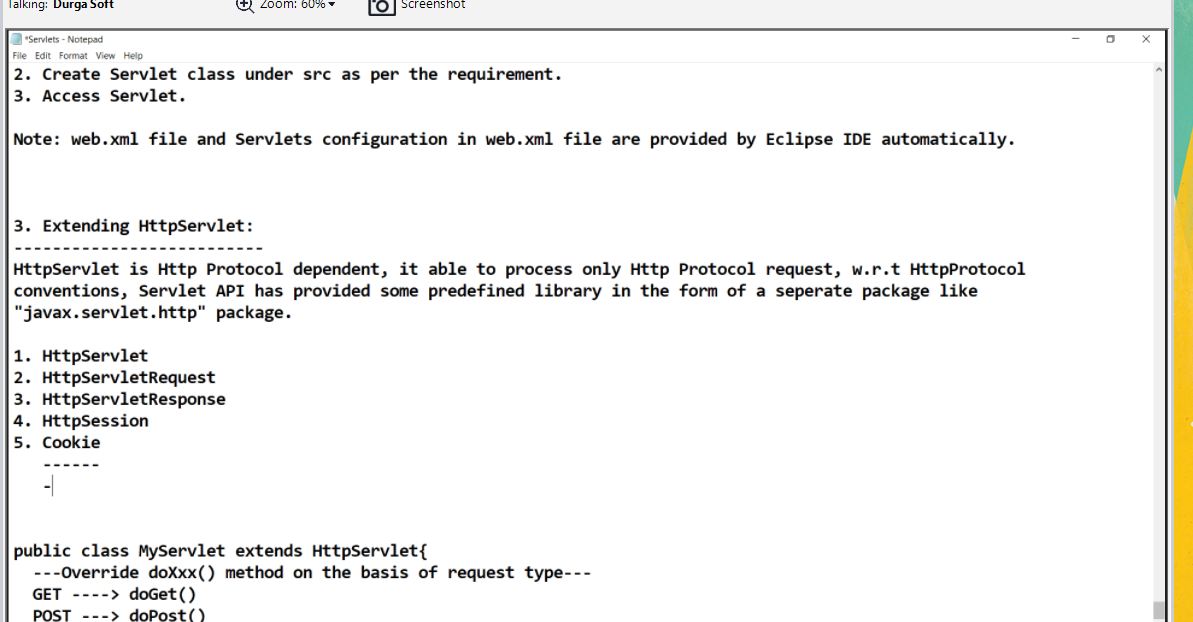 Talking: Durga Soft
Zoom: 60%
Screenshot
*Servlets - Notepad
File Edit Format View Help
2. Create Servlet class under src as per the requirement.
3. Access Servlet.
Note: web.xml file and Servlets configuration in web.xml file are provided by Eclipse IDE automatically.
3. Extending HttpServlet:
--------------------------
HttpServlet is Http Protocol dependent, it able to process only Http Protocol request, w.r.t HttpProtocol
conventions, Servlet API has provided some predefined library in the form of a seperate package like
"javax.servlet.http" package.
1. HttpServlet
2. HttpServletRequest
3. HttpServletResponse
4. HttpSession
5. Cookie
------
-
public class MyServlet extends HttpServlet{
---Override doXxx() method on the basis of request type---
GET ----> doGet()
POST ---> doPost()